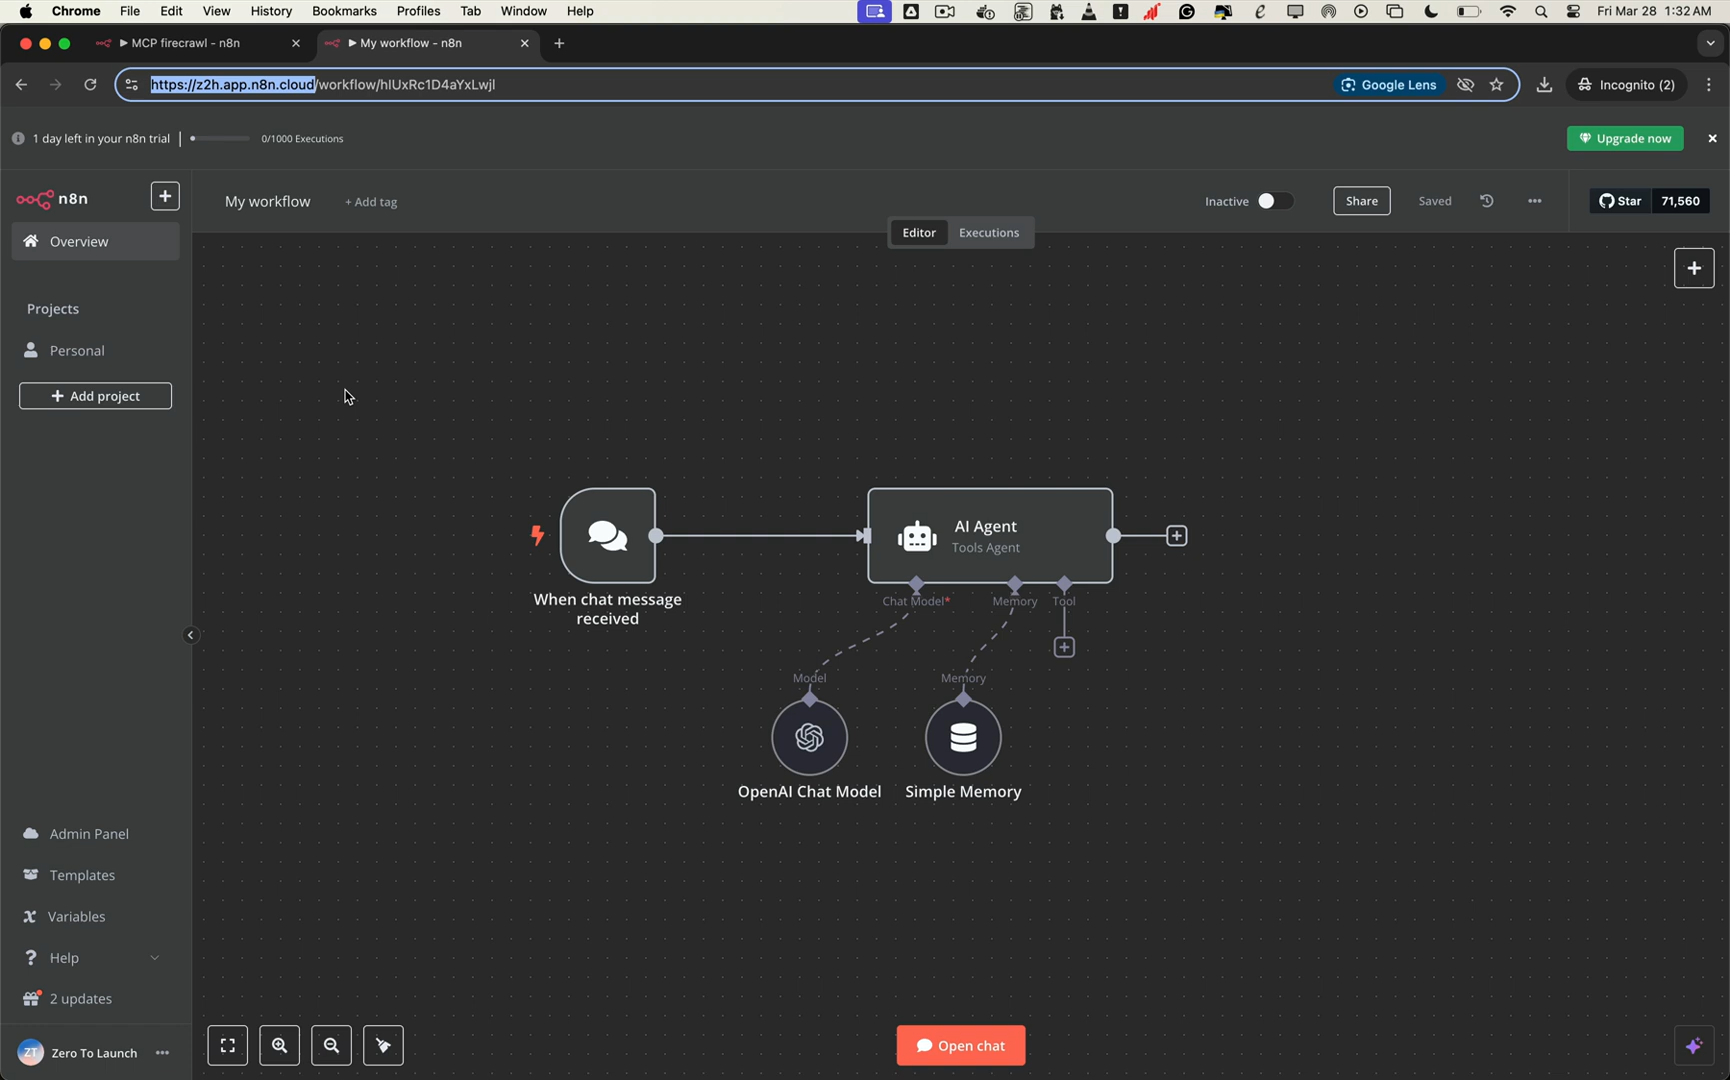 Chrome File Edit View History Bookmarks Profiles Tab Window Help Fri Mar 28 1:32 AM
MCP firecrawl - n8n
My workflow - n8n
https://z2h.app.n8n.cloud/workflow/hIUxRc1D4aYxLwjl
Google Lens
Incognito (2)
1 day left in your n8n trial
0/1000 Executions
Upgrade now
n8n
My workflow
+ Add tag
Inactive
Share
Saved
Star
71,560
Overview
Editor
Executions
Projects
Personal
Add project
AI Agent
Tools Agent
When chat message
received
Chat Model*
Memory
Tool
Model
Memory
OpenAI Chat Model
Simple Memory
Admin Panel
Templates
Variables
Help
2 updates
ZT
Zero To Launch
Open chat